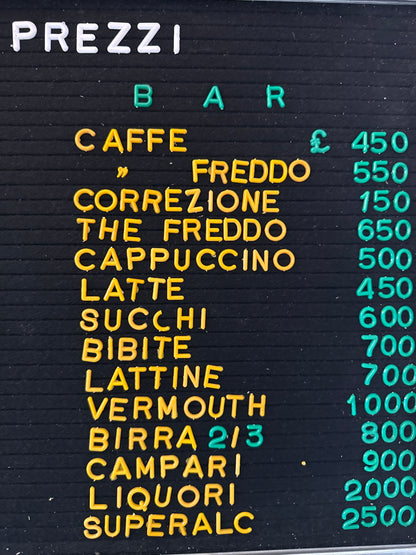 PREZZI
BAR
CAFFE £ 450
" FREDDO 550
CORREZIONE 150
THE FREDDO 650
CAPPUCCINO 500
LATTE 450
SUCCHI 600
BIBITE 700
LATTINE 700
VERMOUTH 1000
BIRRA 2/3 800
CAMPARI 900
LIQUORI 2000
SUPERALC 2500